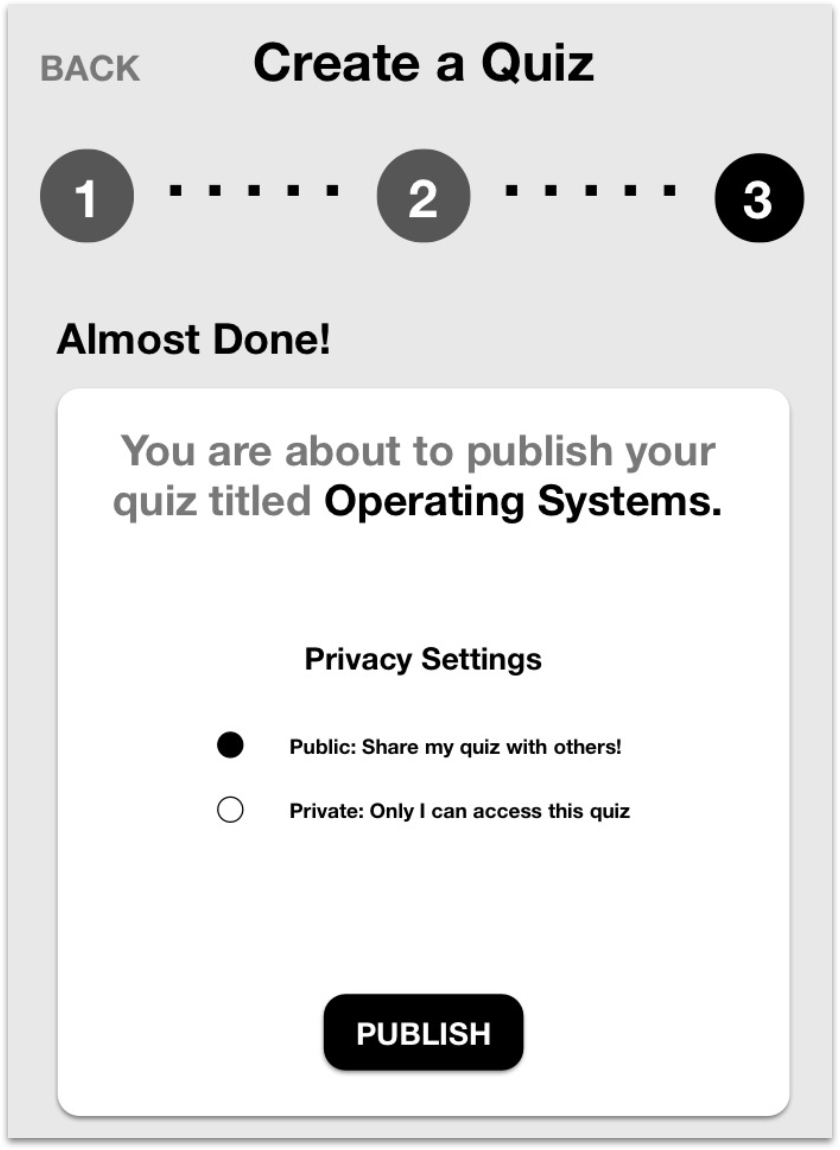 BACK
Create a Quiz
1
2
3
Almost Done!
You are about to publish your
quiz titled Operating Systems.
Privacy Settings
Public: Share my quiz with others!
Private: Only I can access this quiz
PUBLISH